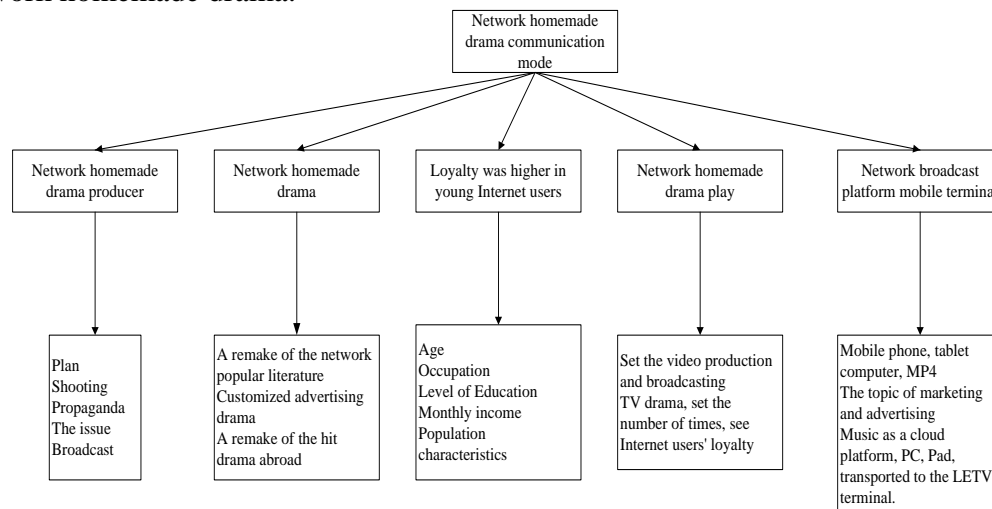 work homemade drama.
Network homemade
drama communication
mode
Network homemade
drama producer
Network homemade
drama
Loyalty was higher in
young Internet users
Network homemade
drama play
Network broadcast
platform mobile termina
Plan
Shooting
Propaganda
The issue
Broadcast
A remake of the network
popular literature
Customized advertising
drama
A remake of the hit
drama abroad
Age
Occupation
Level of Education
Monthly income
Population
characteristics
Set the video production
and broadcasting
TV drama, set the
number of times, see
Internet users' loyalty
Mobile phone, tablet
computer, MP4
The topic of marketing
and advertising
Music as a cloud
platform, PC, Pad,
transported to the LETV
terminal.